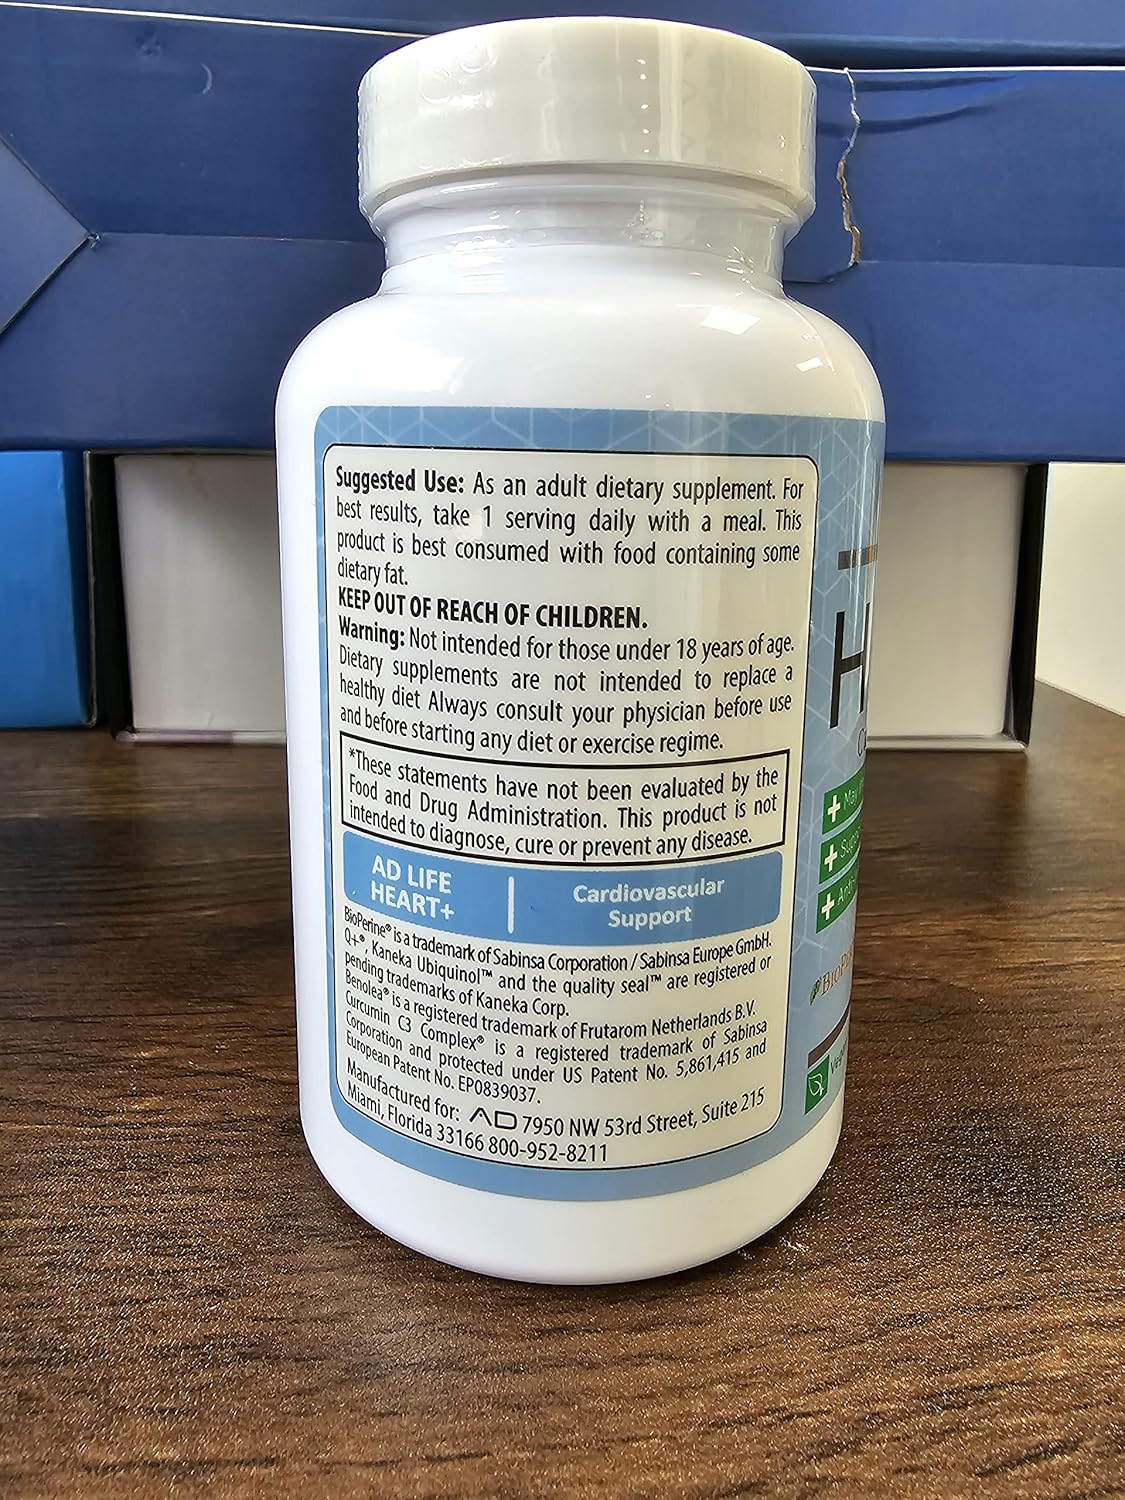 Suggested Use: As an adult dietary supplement. For
best results, take 1 serving daily with a meal. This
product is best consumed with food containing some
dietary fat.
KEEP OUT OF REACH OF CHILDREN.
Warning: Not intended for those under 18 years of age.
Dietary supplements are not intended to replace a
healthy diet Always consult your physician before use
and before starting any diet or exercise regime.
*These statements have not been evaluated by the
Food and Drug Administration. This product is not
intended to diagnose, cure or prevent any disease.
AD LIFE
HEART+
Cardiovascular
Support
BioPerine® is a trademark of Sabinsa Corporation / Sabinsa Europe GmbH.
Q+®, Kaneka Ubiquinol™ and the quality seal™ are registered or
pending trademarks of Kaneka Corp.
Benolea® is a registered trademark of Frutarom Netherlands B.V.
Curcumin C3 Complex® is a registered trademark of Sabinsa
Corporation and protected under US Patent No. 5,861,415 and
European Patent No. EP0839037.
Manufactured for: AD 7950 NW 53rd Street, Suite 215
Miami, Florida 33166 800-952-8211
H
May